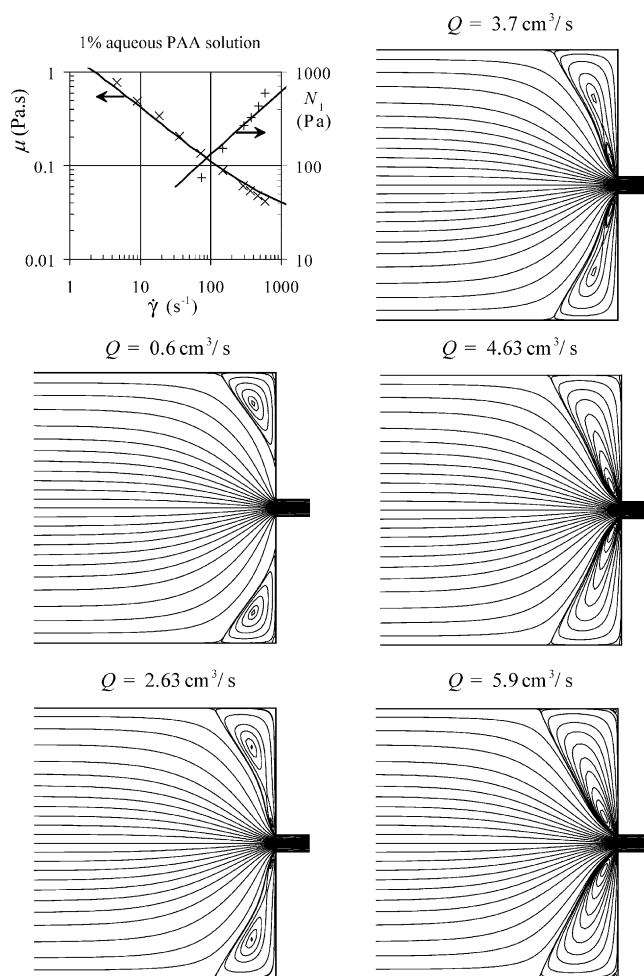 Q = 3.7 cm³/s
1% aqueous PAA solution
1
0.1
0.01
μ (Pa.s)
1000
N₁
(Pa)
100
10
1
10
100
1000
γ̇ (s⁻¹)
Q = 0.6 cm³/s
Q = 4.63 cm³/s
Q = 2.63 cm³/s
Q = 5.9 cm³/s